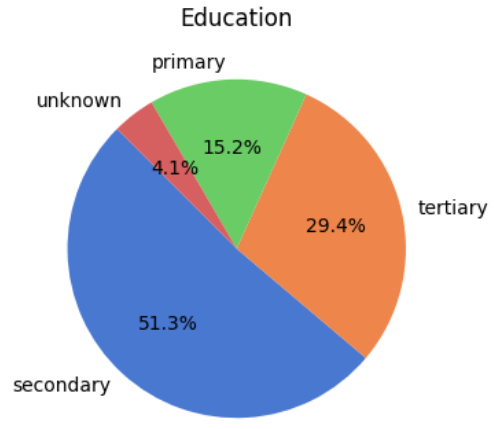 Education
primary
unknown
15.2%
4.1%
tertiary
29.4%
51.3%
secondary